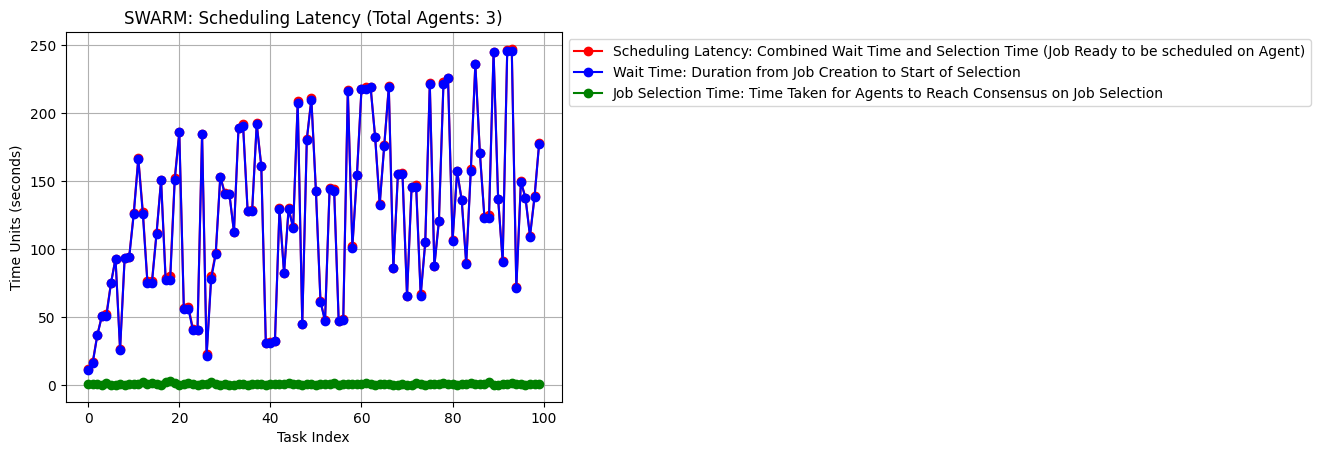 SWARM: Scheduling Latency (Total Agents: 3)
Scheduling Latency: Combined Wait Time and Selection Time (Job Ready to be scheduled on Agent)
Wait Time: Duration from Job Creation to Start of Selection
Job Selection Time: Time Taken for Agents to Reach Consensus on Job Selection
Time Units (seconds)
250
200
150
100
50
0
0 20 40 60 80 100
Task Index